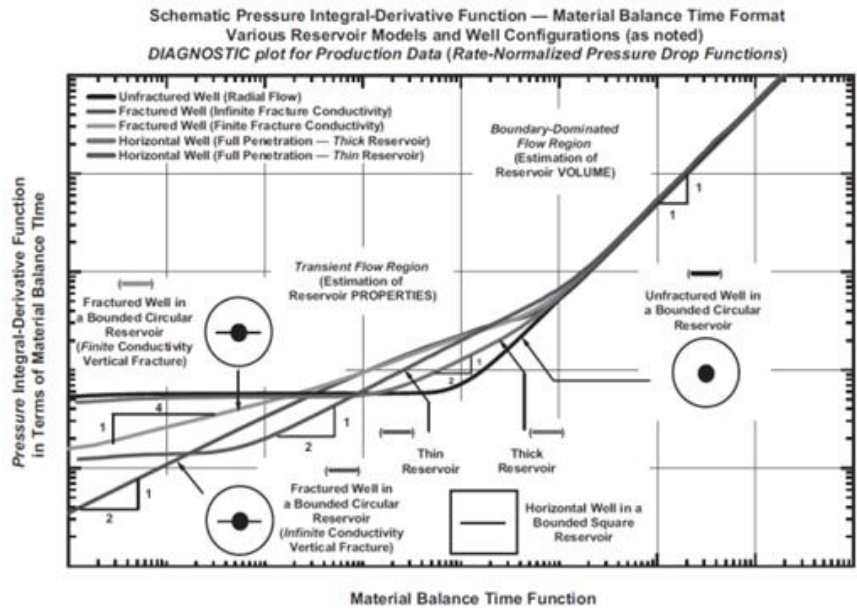 Schematic Pressure Integral-Derivative Function — Material Balance Time Format
Various Reservoir Models and Well Configurations (as noted)
DIAGNOSTIC plot for Production Data (Rate-Normalized Pressure Drop Functions)
Unfractured Well (Radial Flow)
Fractured Well (Infinite Fracture Conductivity)
Fractured Well (Finite Fracture Conductivity)
Horizontal Well (Full Penetration — Thick Reservoir)
Horizontal Well (Full Penetration — Thin Reservoir)
Boundary-Dominated
Flow Region
(Estimation of
Reservoir VOLUME)
1
1
Pressure Integral-Derivative Function
in Terms of Material Balance Time
Transient Flow Region
(Estimation of
Reservoir PROPERTIES)
Fractured Well in
a Bounded Circular
Reservoir
(Finite Conductivity
Vertical Fracture)
Unfractured Well in
a Bounded Circular
Reservoir
1
2
4
1
1
2
Thin
Reservoir
Thick
Reservoir
1
2
Fractured Well in
a Bounded Circular
Reservoir
(Infinite Conductivity
Vertical Fracture)
Horizontal Well in a
Bounded Square
Reservoir
Material Balance Time Function